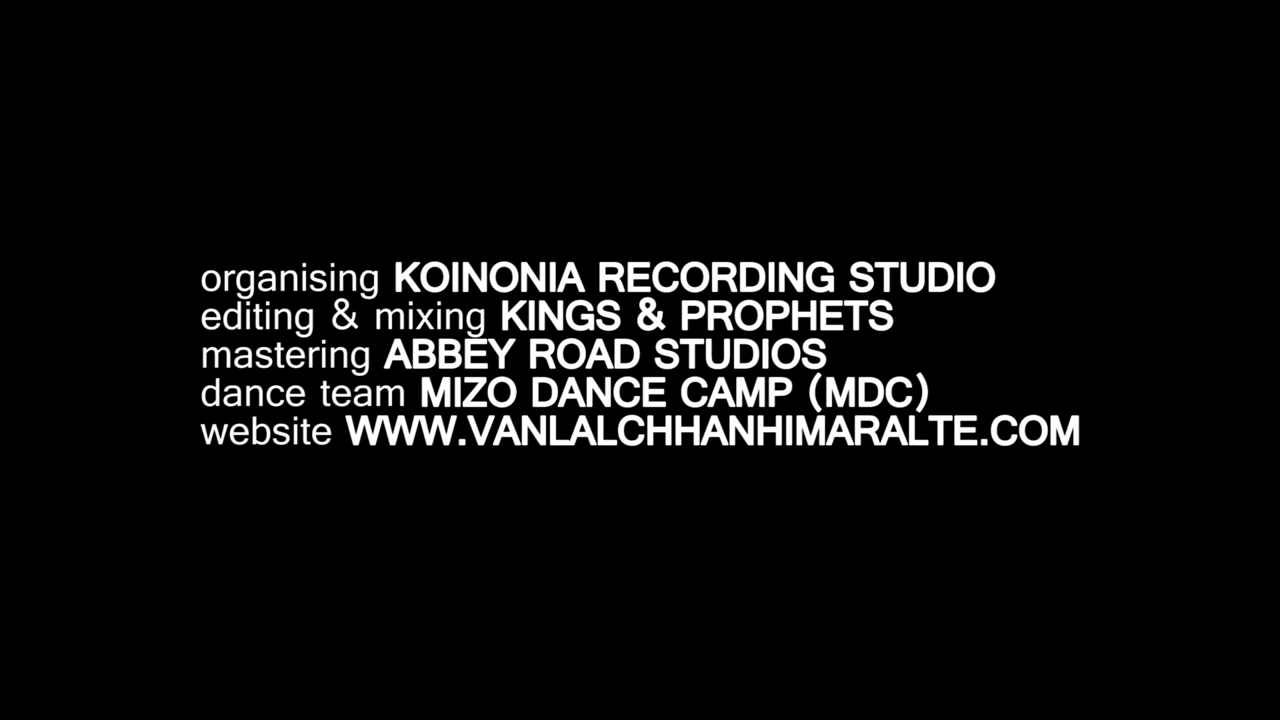 organising KOINONIA RECORDING STUDIO
editing & mixing KINGS & PROPHETS
mastering ABBEY ROAD STUDIOS
dance team MIZO DANCE CAMP (MDC)
website WWW.VANLALCHHANHIMARALTE.COM